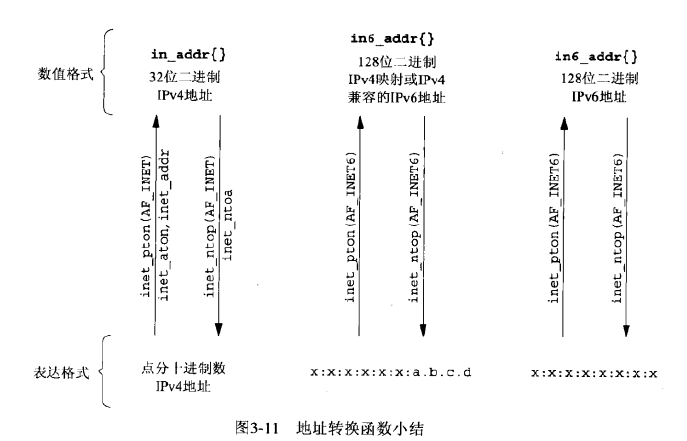 in_addr{}
32位二进制
IPv4地址
in6_addr{}
128位二进制
IPv4映射或IPv4
兼容的IPv6地址
in6_addr{}
128位二进制
IPv6地址
数值格式
inet_pton(AF_INET)
inet_aton,inet_addr
inet_ntop(AF_INET)
inet_ntoa
inet_pton(AF_INET6)
inet_ntop(AF_INET6)
inet_pton(AF_INET6)
inet_ntop(AF_INET6)
表达格式
点分十进制数
IPv4地址
x:x:x:x:x:x:a.b.c.d
x:x:x:x:x:x:x:x
图3-11 地址转换函数小结